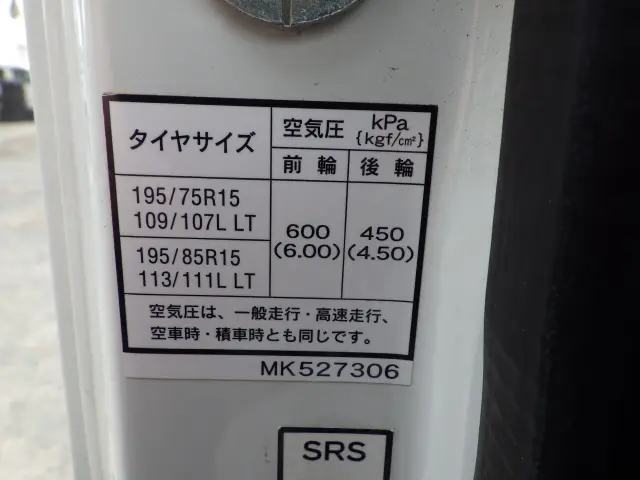 タイヤサイズ
空気圧 kPa
{kgf/cm²}
前輪 後輪
195/75R15
109/107L LT
195/85R15
113/111L LT
600
(6.00)
450
(4.50)
空気圧は、一般走行・高速走行、
空車時・積車時とも同じです。
MK527306
SRS